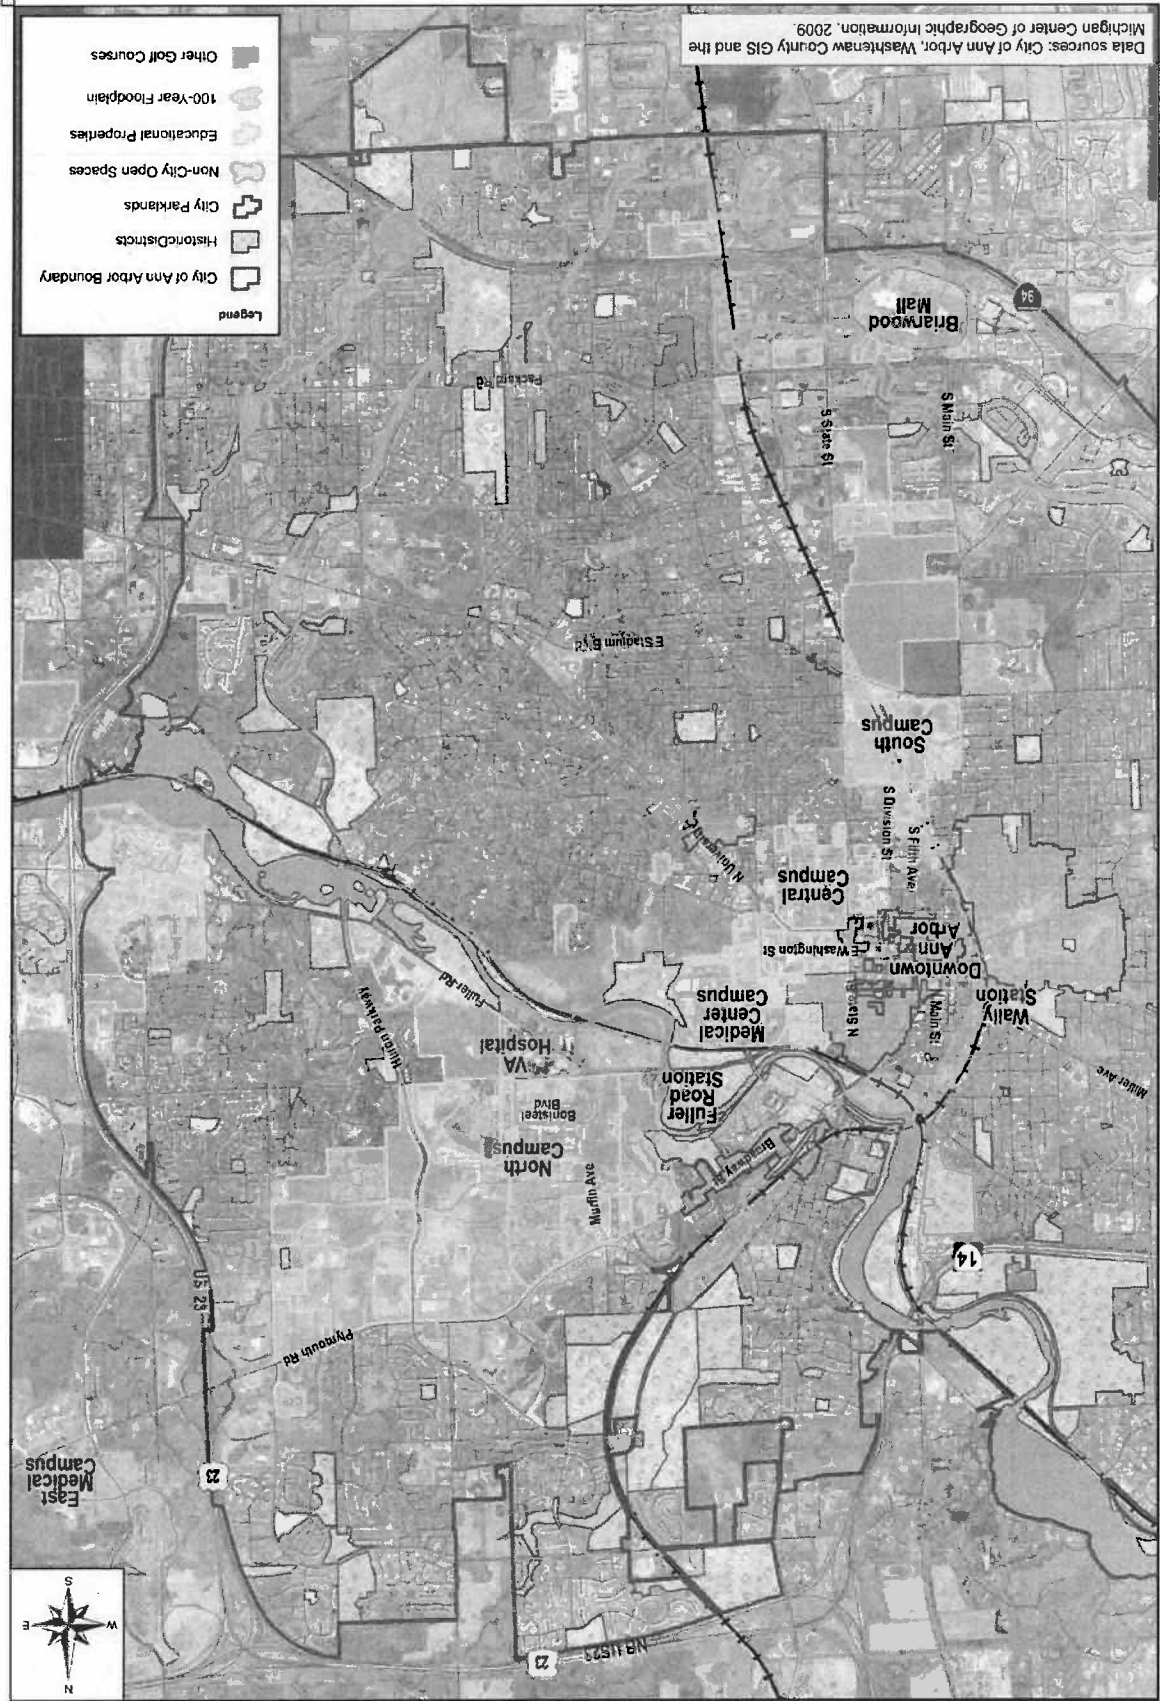 N
W
E
S
23
NB US23
23
East
Medical
Campus
Plymouth Rd
US 23
14
Murfin Ave
North
Campus
Broadway St
Bonisteel
Blvd
Fuller
Road
Station
Miller Ave
VA
Hospital
Huron Parkway
Wally
Station
Main St
N State St
Medical
Center
Campus
Fuller Rd
Downtown
Ann
Arbor
E Washington St
Central
Campus
S Fifth Ave
S Division St
N University A
South
Campus
E Stadium Blvd
S Main St
S State St
Packard Rd
Briarwood
Mall
94
Legend
City of Ann Arbor Boundary
HistoricDistricts
City Parklands
Non-City Open Spaces
Educational Properties
100-Year Floodplain
Other Golf Courses
Data sources: City of Ann Arbor, Washtenaw County GIS and the
Michigan Center of Geographic Information, 2009.